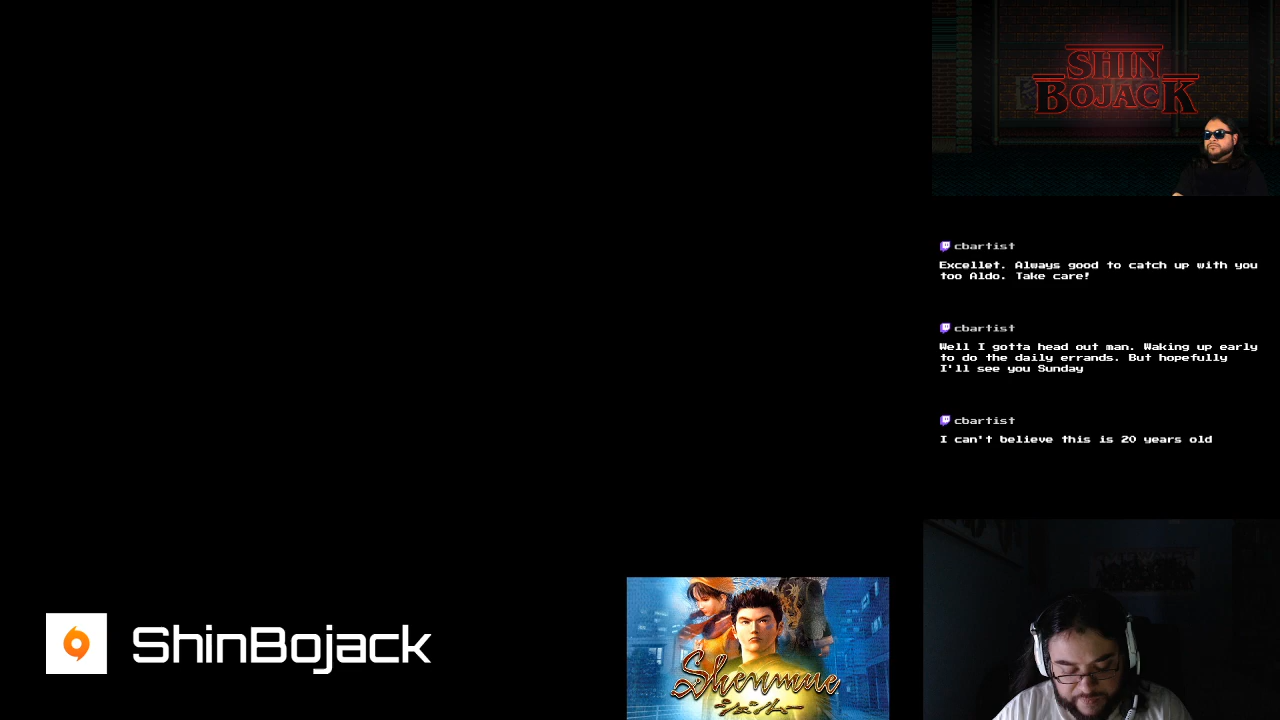 SHIN
BOJACK
cbartist
Excellet. Always good to catch up with you
too Aldo. Take care!
cbartist
Well I gotta head out man. Waking up early
to do the daily errands. But hopefully
I'll see you Sunday
cbartist
I can't believe this is 20 years old
ShinBojack
Shenmue
シェンムー